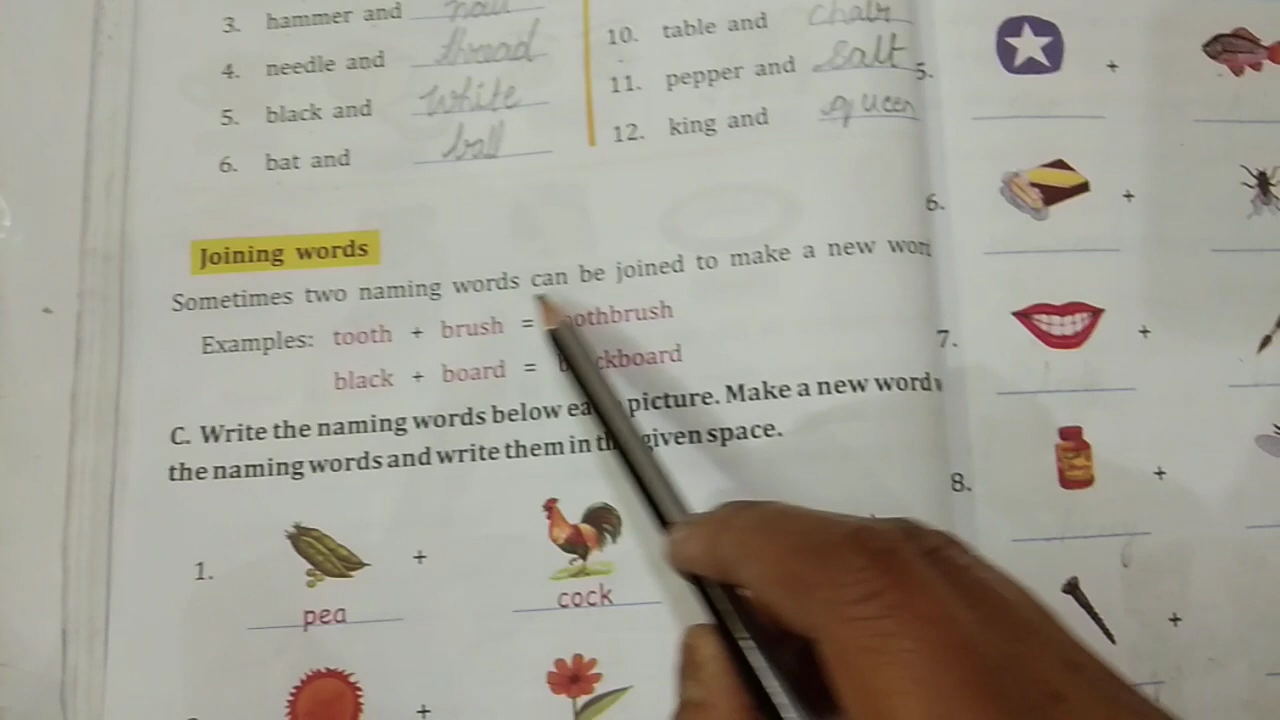 3. hammer and nail
4. needle and thread
5. black and white
6. bat and ball
10. table and chair
11. pepper and salt
12. king and queen
Joining words
Sometimes two naming words can be joined to make a new
Examples: tooth + brush =
black + board =
C. Write the naming words below picture. Make a new word
the naming words and write them in given space.
1. + 
pea cock
+
5. +
6. +
7. +
8. +
+